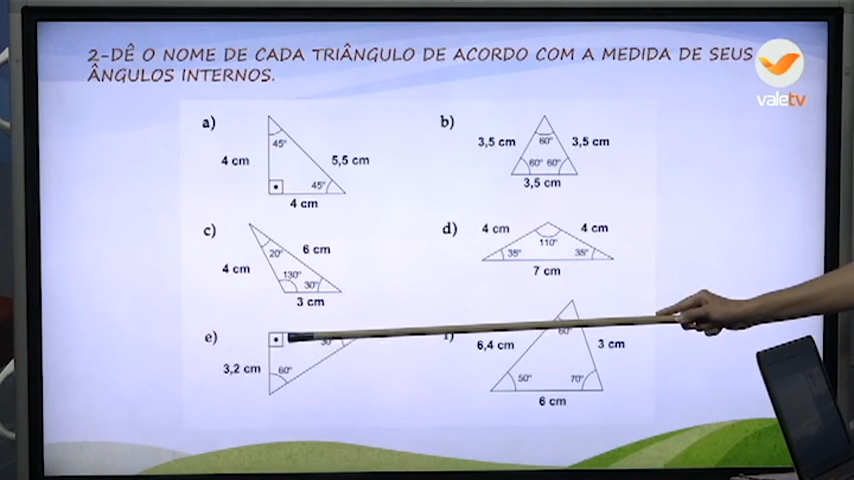 2-DÊ O NOME DE CADA TRIÂNGULO DE ACORDO COM A MEDIDA DE SEUS
ÂNGULOS INTERNOS.
valetv
a)
45°
4 cm
5,5 cm
45°
4 cm
b)
3,5 cm
60°
3,5 cm
60° 60°
3,5 cm
c)
20°
6 cm
4 cm
130°
30°
3 cm
d)
4 cm
4 cm
110°
35°
35°
7 cm
e)
30°
3,2 cm
60°
60°
6,4 cm
3 cm
50°
70°
6 cm